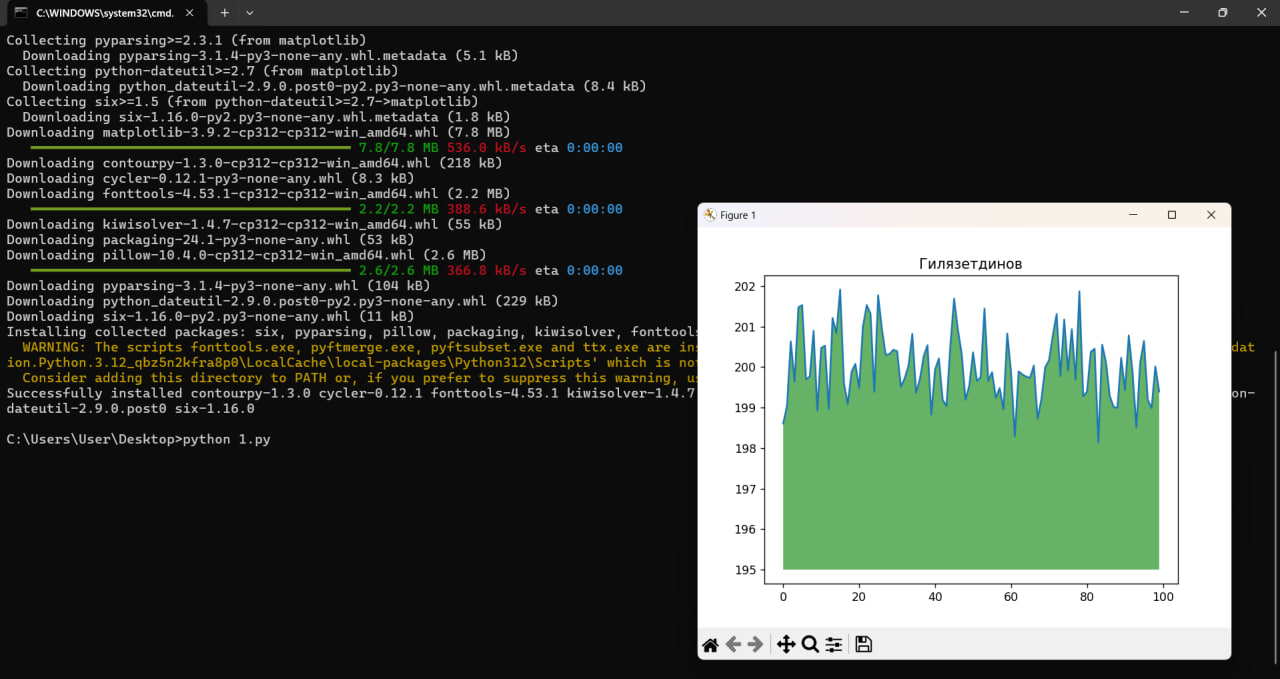 C:\WINDOWS\system32\cmd.
Collecting pyparsing>=2.3.1 (from matplotlib)
Downloading pyparsing-3.1.4-py3-none-any.whl.metadata (5.1 kB)
Collecting python-dateutil>=2.7 (from matplotlib)
Downloading python_dateutil-2.9.0.post0-py2.py3-none-any.whl.metadata (8.4 kB)
Collecting six>=1.5 (from python-dateutil>=2.7->matplotlib)
Downloading six-1.16.0-py2.py3-none-any.whl.metadata (1.8 kB)
Downloading matplotlib-3.9.2-cp312-cp312-win_amd64.whl (7.8 MB)
7.8/7.8 MB 536.0 kB/s eta 0:00:00
Downloading contourpy-1.3.0-cp312-cp312-win_amd64.whl (218 kB)
Downloading cycler-0.12.1-py3-none-any.whl (8.3 kB)
Downloading fonttools-4.53.1-cp312-cp312-win_amd64.whl (2.2 MB)
2.2/2.2 MB 388.6 kB/s eta 0:00:00
Downloading kiwisolver-1.4.7-cp312-cp312-win_amd64.whl (55 kB)
Downloading packaging-24.1-py3-none-any.whl (53 kB)
Downloading pillow-10.4.0-cp312-cp312-win_amd64.whl (2.6 MB)
2.6/2.6 MB 366.8 kB/s eta 0:00:00
Downloading pyparsing-3.1.4-py3-none-any.whl (104 kB)
Downloading python_dateutil-2.9.0.post0-py2.py3-none-any.whl (229 kB)
Downloading six-1.16.0-py2.py3-none-any.whl (11 kB)
Installing collected packages: six, pyparsing, pillow, packaging, kiwisolver, fonttools
WARNING: The scripts fonttools.exe, pyftmerge.exe, pyftsubset.exe and ttx.exe are ins dat
ion.Python.3.12_qbz5n2kfra8p0\LocalCache\local-packages\Python312\Scripts' which is no
Consider adding this directory to PATH or, if you prefer to suppress this warning, u
Successfully installed contourpy-1.3.0 cycler-0.12.1 fonttools-4.53.1 kiwisolver-1.4.7 on-
dateutil-2.9.0.post0 six-1.16.0
C:\Users\User\Desktop>python 1.py
Figure 1
Гилязетдинов
202
201
200
199
198
197
196
195
0 20 40 60 80 100